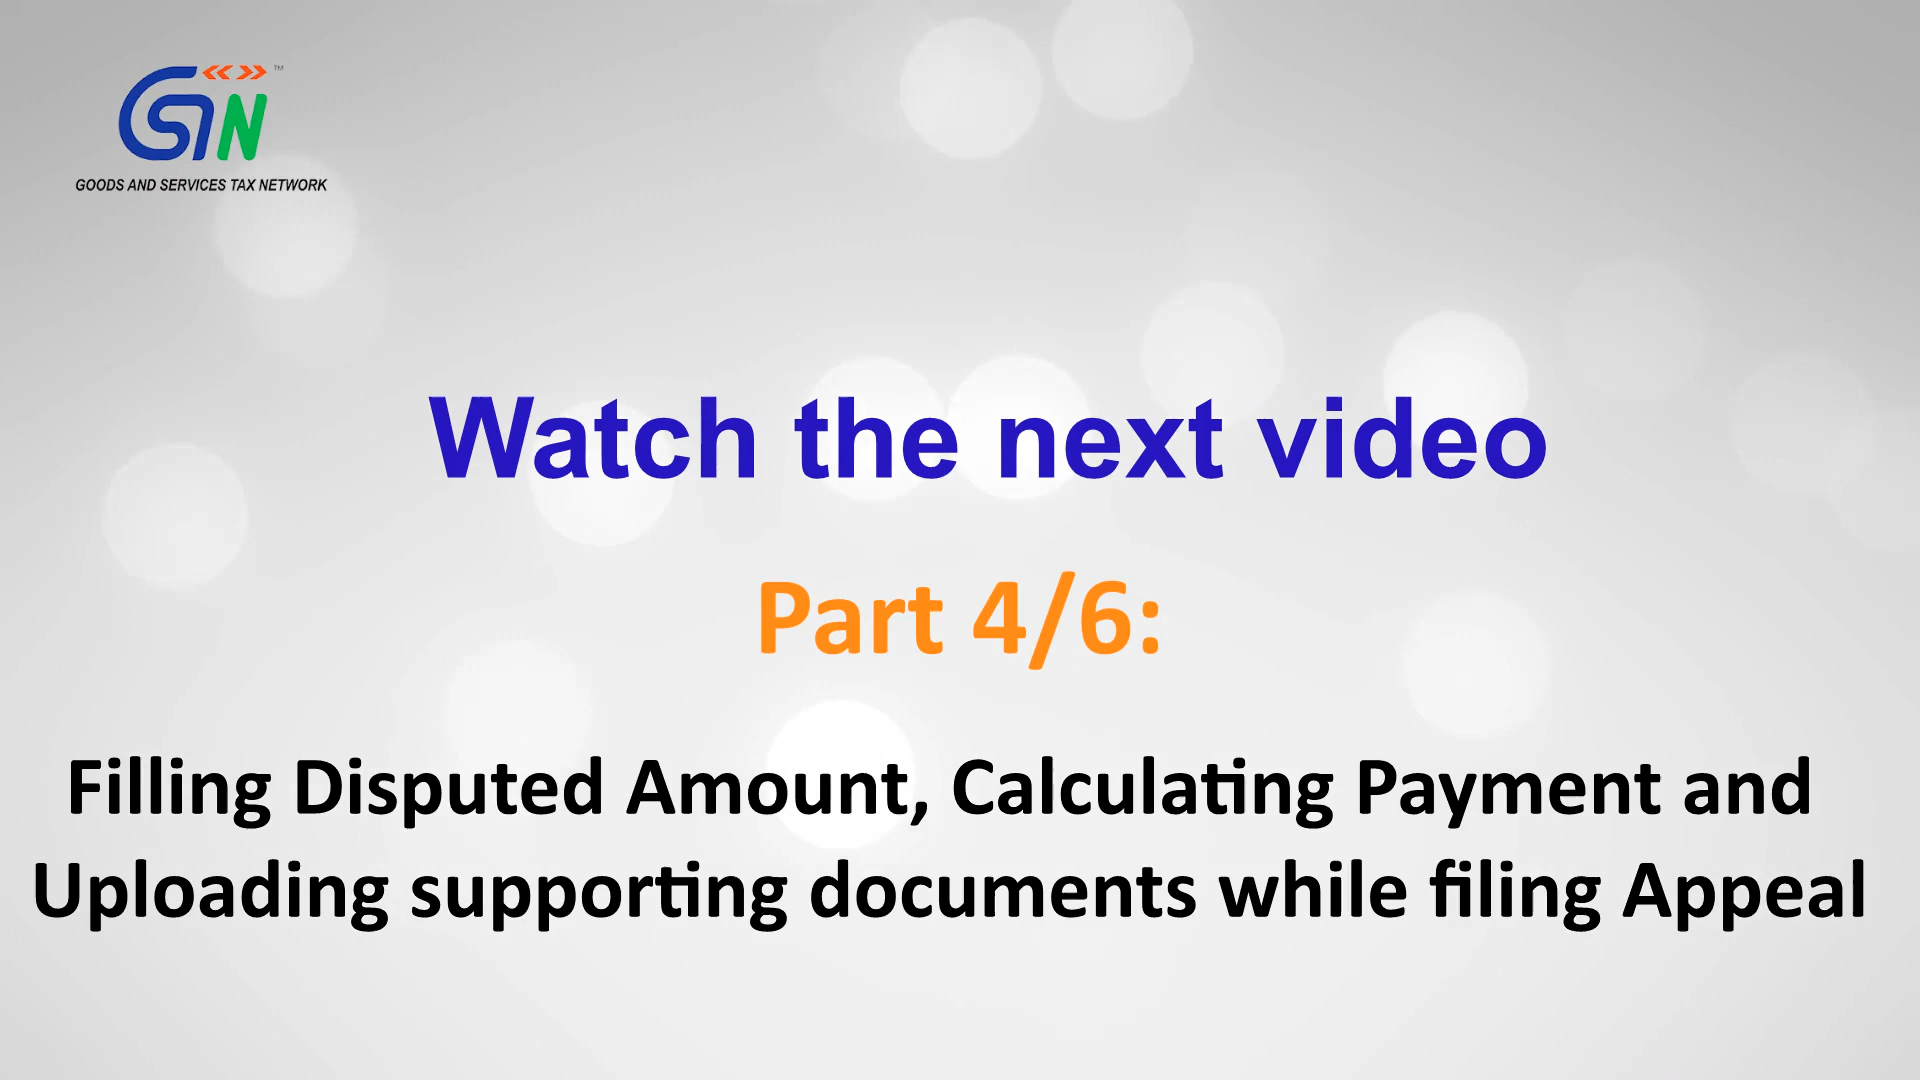 GSTN™
GOODS AND SERVICES TAX NETWORK
Watch the next video
Part 4/6:
Filling Disputed Amount, Calculating Payment and
Uploading supporting documents while filing Appeal